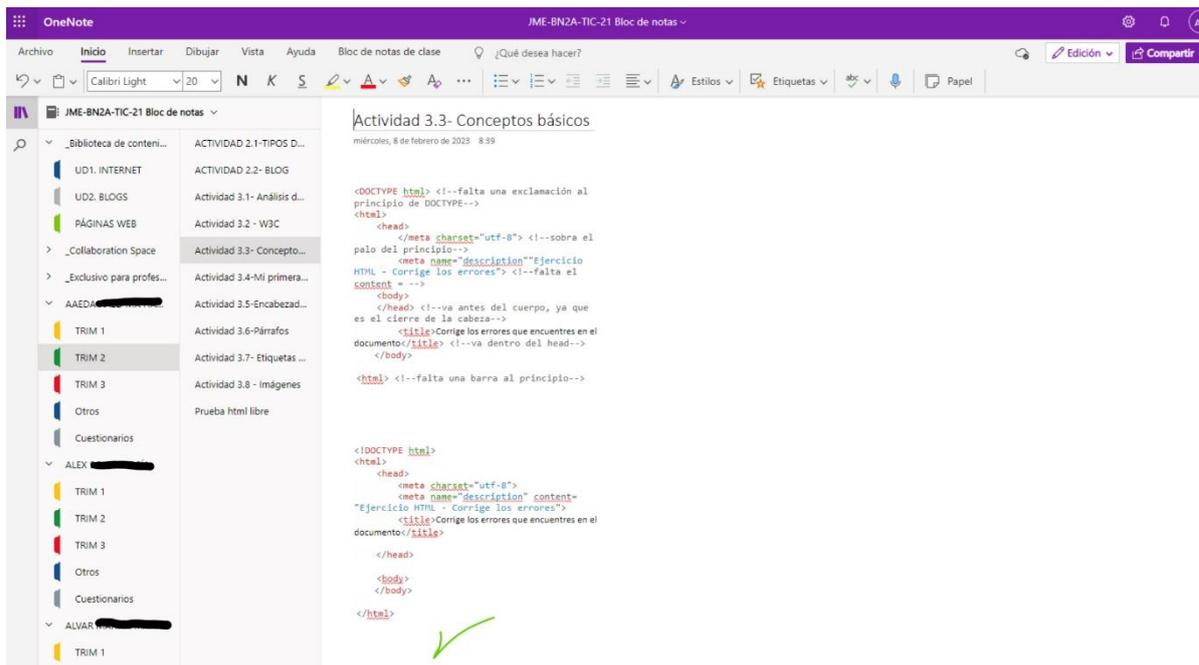 OneNote
JME-BN2A-TIC-21 Bloc de notas
Archivo Inicio Insertar Dibujar Vista Ayuda Bloc de notas de clase ¿Qué desea hacer? Edición Compartir
Calibri Light 20 N K S A A Estilos Etiquetas abc Papel
JME-BN2A-TIC-21 Bloc de notas
_Biblioteca de conteni...
UD1. INTERNET
UD2. BLOGS
PÁGINAS WEB
_Collaboration Space
_Exclusivo para profes...
AAEDA
TRIM 1
TRIM 2
TRIM 3
Otros
Cuestionarios
ALEX
TRIM 1
TRIM 2
TRIM 3
Otros
Cuestionarios
ALVAR
TRIM 1
ACTIVIDAD 2.1-TIPOS D...
ACTIVIDAD 2.2- BLOG
Actividad 3.1- Análisis d...
Actividad 3.2 - W3C
Actividad 3.3- Concepto...
Actividad 3.4-Mi primera...
Actividad 3.5-Encabezad...
Actividad 3.6-Párrafos
Actividad 3.7- Etiquetas ...
Actividad 3.8 - Imágenes
Prueba html libre
Actividad 3.3- Conceptos básicos
miércoles, 8 de febrero de 2023 8:39
<DOCTYPE html> <!--falta una exclamación al
principio de DOCTYPE-->
<html>
<head>
</meta charset="utf-8"> <!--sobra el
palo del principio-->
<meta name="description""Ejercicio
HTML - Corrige los errores"> <!--falta el
content = -->
<body>
</head> <!--va antes del cuerpo, ya que
es el cierre de la cabeza-->
<title>Corrige los errores que encuentres en el
documento</title> <!--va dentro del head-->
</body>
<html> <!--falta una barra al principio-->
<!DOCTYPE html>
<html>
<head>
<meta charset="utf-8">
<meta name="description" content=
"Ejercicio HTML - Corrige los errores">
<title>Corrige los errores que encuentres en el
documento</title>
</head>
<body>
</body>
</html>